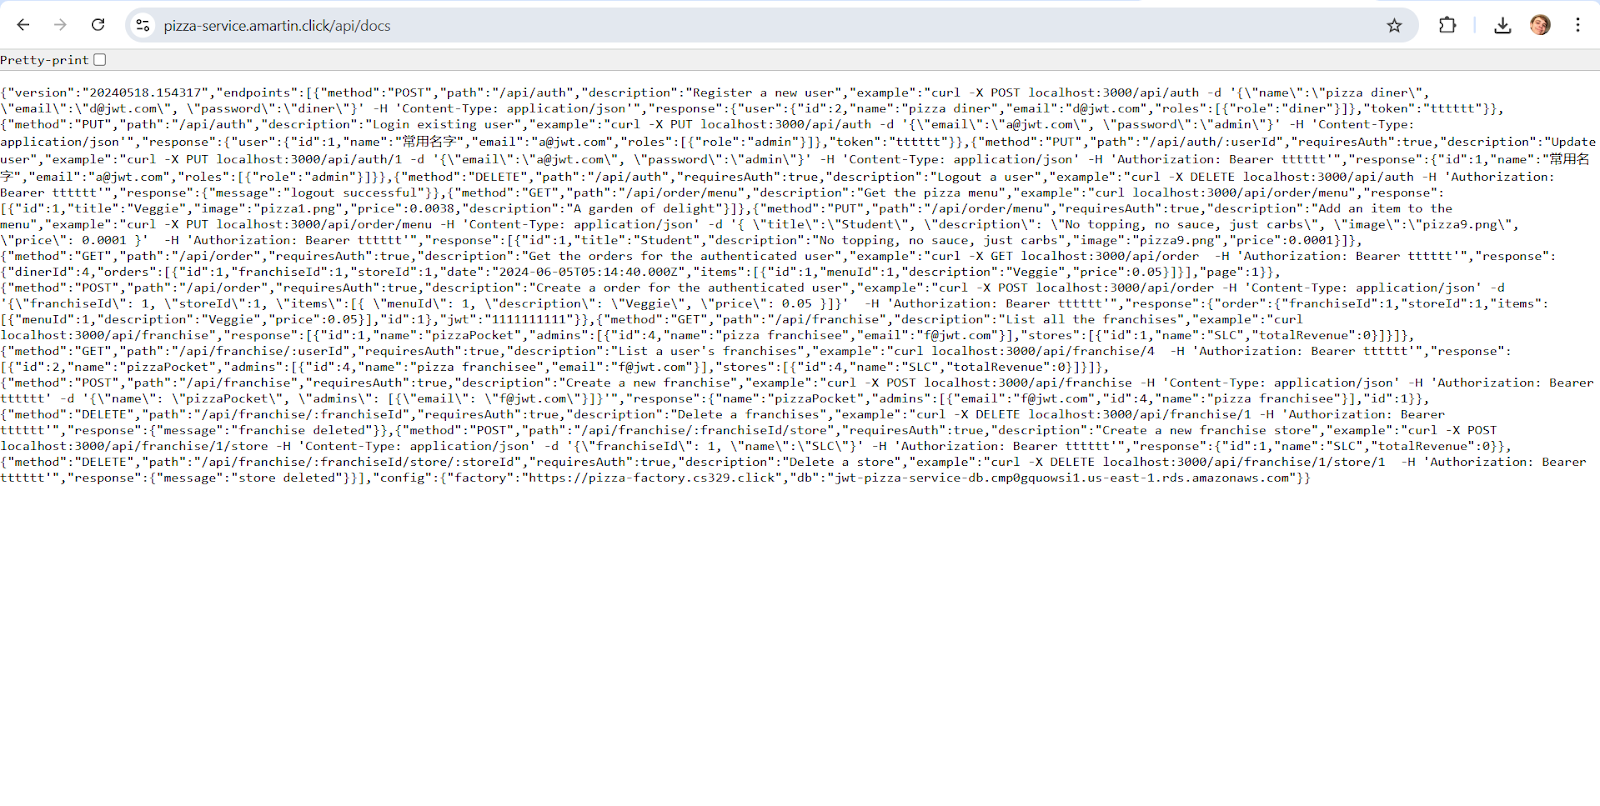 pizza-service.amartin.click/api/docs
Pretty-print
{"version":"20240518.154317","endpoints":[{"method":"POST","path":"/api/auth","description":"Register a new user","example":"curl -X POST localhost:3000/api/auth -d '{\"name\":\"pizza diner\",
\"email\":\"d@jwt.com\", \"password\":\"diner\"}' -H 'Content-Type: application/json'","response":{"user":{"id":2,"name":"pizza diner","email":"d@jwt.com","roles":[{"role":"diner"}]},"token":"tttttt"}},
{"method":"PUT","path":"/api/auth","description":"Login existing user","example":"curl -X PUT localhost:3000/api/auth -d '{\"email\":\"a@jwt.com\", \"password\":\"admin\"}' -H 'Content-Type:
application/json'","response":{"user":{"id":1,"name":"常用名字","email":"a@jwt.com","roles":[{"role":"admin"}]},"token":"tttttt"}},{"method":"PUT","path":"/api/auth/:userId","requiresAuth":true,"description":"Update
user","example":"curl -X PUT localhost:3000/api/auth/1 -d '{\"email\":\"a@jwt.com\", \"password\":\"admin\"}' -H 'Content-Type: application/json' -H 'Authorization: Bearer tttttt'","response":{"id":1,"name":"常用名
字","email":"a@jwt.com","roles":[{"role":"admin"}]}},{"method":"DELETE","path":"/api/auth","requiresAuth":true,"description":"Logout a user","example":"curl -X DELETE localhost:3000/api/auth -H 'Authorization:
Bearer tttttt'","response":{"message":"logout successful"}},{"method":"GET","path":"/api/order/menu","description":"Get the pizza menu","example":"curl localhost:3000/api/order/menu","response":
[{"id":1,"title":"Veggie","image":"pizza1.png","price":0.0038,"description":"A garden of delight"}]},{"method":"PUT","path":"/api/order/menu","requiresAuth":true,"description":"Add an item to the
menu","example":"curl -X PUT localhost:3000/api/order/menu -H 'Content-Type: application/json' -d '{ \"title\":\"Student\", \"description\": \"No topping, no sauce, just carbs\", \"image\":\"pizza9.png\",
\"price\": 0.0001 }'  -H 'Authorization: Bearer tttttt'","response":[{"id":1,"title":"Student","description":"No topping, no sauce, just carbs","image":"pizza9.png","price":0.0001}]},
{"method":"GET","path":"/api/order","requiresAuth":true,"description":"Get the orders for the authenticated user","example":"curl -X GET localhost:3000/api/order  -H 'Authorization: Bearer tttttt'","response":
{"dinerId":4,"orders":[{"id":1,"franchiseId":1,"storeId":1,"date":"2024-06-05T05:14:40.000Z","items":[{"id":1,"menuId":1,"description":"Veggie","price":0.05}]}],"page":1}},
{"method":"POST","path":"/api/order","requiresAuth":true,"description":"Create a order for the authenticated user","example":"curl -X POST localhost:3000/api/order -H 'Content-Type: application/json' -d
'{\"franchiseId\": 1, \"storeId\":1, \"items\":[{ \"menuId\": 1, \"description\": \"Veggie\", \"price\": 0.05 }]}'  -H 'Authorization: Bearer tttttt'","response":{"order":{"franchiseId":1,"storeId":1,"items":
[{"menuId":1,"description":"Veggie","price":0.05}],"id":1},"jwt":"1111111111"}},{"method":"GET","path":"/api/franchise","description":"List all the franchises","example":"curl
localhost:3000/api/franchise","response":[{"id":1,"name":"pizzaPocket","admins":[{"id":4,"name":"pizza franchisee","email":"f@jwt.com"}],"stores":[{"id":1,"name":"SLC","totalRevenue":0}]}]},
{"method":"GET","path":"/api/franchise/:userId","requiresAuth":true,"description":"List a user's franchises","example":"curl localhost:3000/api/franchise/4  -H 'Authorization: Bearer tttttt'","response":
[{"id":2,"name":"pizzaPocket","admins":[{"id":4,"name":"pizza franchisee","email":"f@jwt.com"}],"stores":[{"id":4,"name":"SLC","totalRevenue":0}]}]},
{"method":"POST","path":"/api/franchise","requiresAuth":true,"description":"Create a new franchise","example":"curl -X POST localhost:3000/api/franchise -H 'Content-Type: application/json' -H 'Authorization: Bearer
tttttt' -d '{\"name\": \"pizzaPocket\", \"admins\": [{\"email\": \"f@jwt.com\"}]}'","response":{"name":"pizzaPocket","admins":[{"email":"f@jwt.com","id":4,"name":"pizza franchisee"}],"id":1}},
{"method":"DELETE","path":"/api/franchise/:franchiseId","requiresAuth":true,"description":"Delete a franchises","example":"curl -X DELETE localhost:3000/api/franchise/1 -H 'Authorization: Bearer
tttttt'","response":{"message":"franchise deleted"}},{"method":"POST","path":"/api/franchise/:franchiseId/store","requiresAuth":true,"description":"Create a new franchise store","example":"curl -X POST
localhost:3000/api/franchise/1/store -H 'Content-Type: application/json' -d '{\"franchiseId\": 1, \"name\":\"SLC\"}' -H 'Authorization: Bearer tttttt'","response":{"id":1,"name":"SLC","totalRevenue":0}},
{"method":"DELETE","path":"/api/franchise/:franchiseId/store/:storeId","requiresAuth":true,"description":"Delete a store","example":"curl -X DELETE localhost:3000/api/franchise/1/store/1  -H 'Authorization: Bearer
tttttt'","response":{"message":"store deleted"}}],"config":{"factory":"https://pizza-factory.cs329.click","db":"jwt-pizza-service-db.cmp0gquowsi1.us-east-1.rds.amazonaws.com"}}